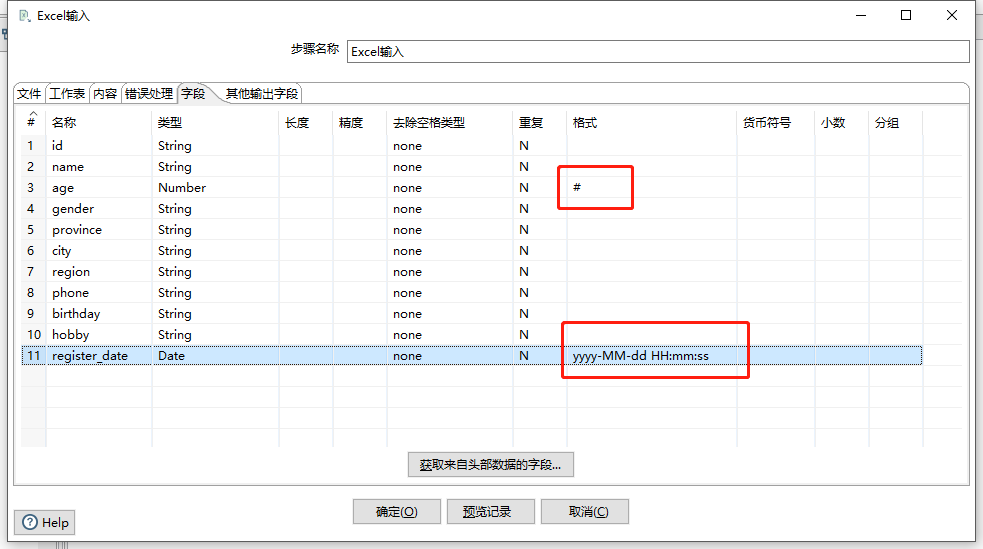 Excel输入
步骤名称 Excel输入
文件 工作表 内容 错误处理 字段 其他输出字段
# 名称 类型 长度 精度 去除空格类型 重复 格式 货币符号 小数 分组
1 id String none N
2 name String none N
3 age Number none N #
4 gender String none N
5 province String none N
6 city String none N
7 region String none N
8 phone String none N
9 birthday String none N
10 hobby String none N
11 register_date Date none N yyyy-MM-dd HH:mm:ss
获取来自头部数据的字段...
确定(O) 预览记录 取消(C)
Help